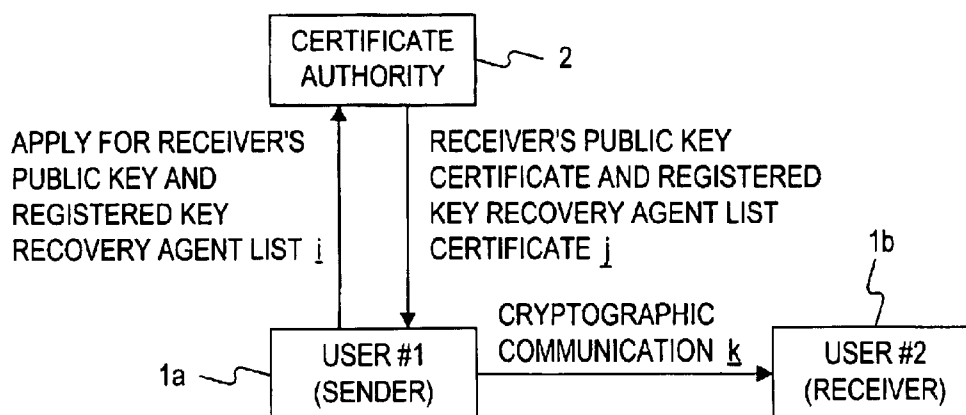 CERTIFICATE
AUTHORITY
2
APPLY FOR RECEIVER'S
PUBLIC KEY AND
REGISTERED KEY
RECOVERY AGENT LIST i
RECEIVER'S PUBLIC KEY
CERTIFICATE AND REGISTERED
KEY RECOVERY AGENT LIST
CERTIFICATE j
1b
CRYPTOGRAPHIC
COMMUNICATION k
1a
USER #1
(SENDER)
USER #2
(RECEIVER)